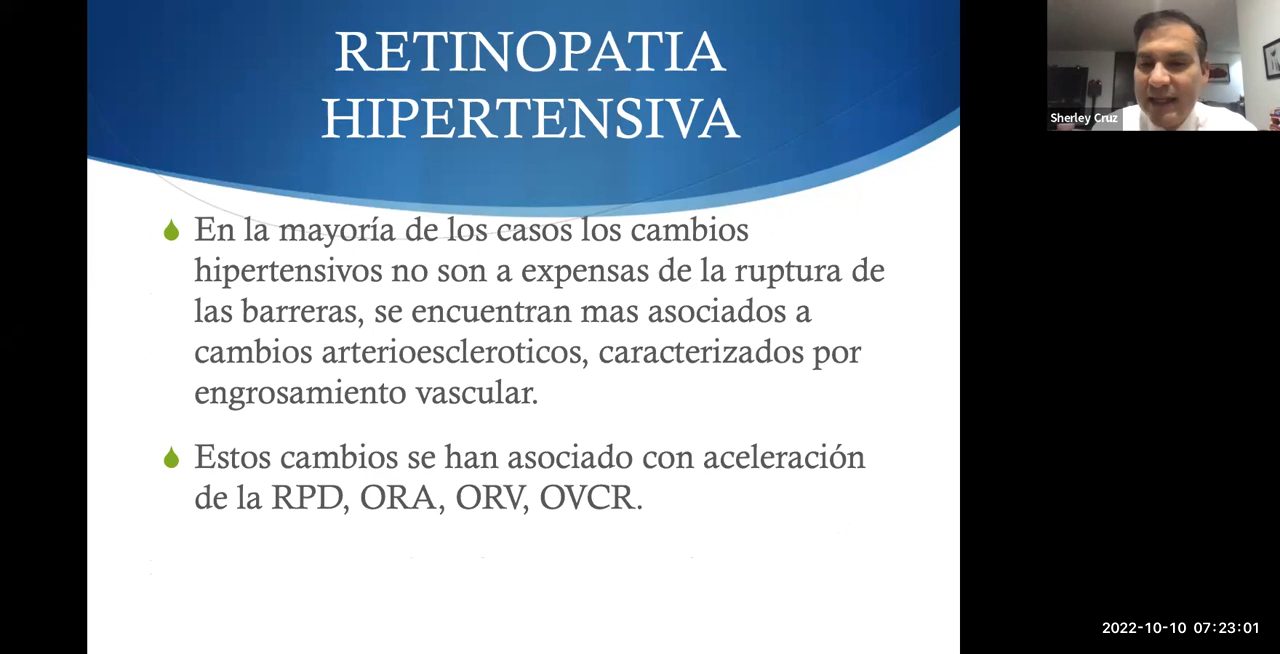 RETINOPATIA
HIPERTENSIVA
En la mayoría de los casos los cambios
hipertensivos no son a expensas de la ruptura de
las barreras, se encuentran mas asociados a
cambios arterioescleroticos, caracterizados por
engrosamiento vascular.
Estos cambios se han asociado con aceleración
de la RPD, ORA, ORV, OVCR.
Sherley Cruz
2022-10-10 07:23:01